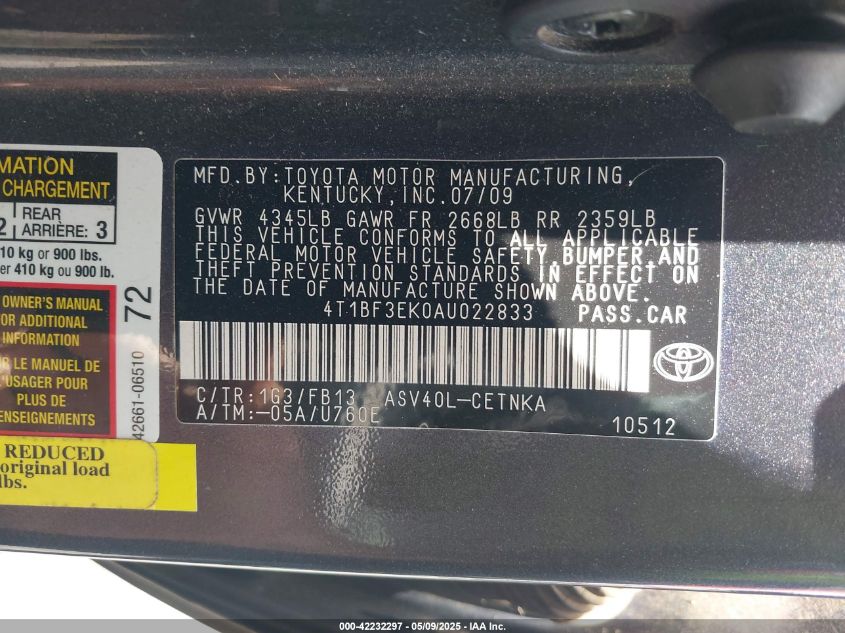 MATION
CHARGEMENT
2 REAR 3
ARRIÈRE:
10 kg or 900 lbs.
er 410 kg ou 900 lb.
OWNER'S MANUAL
OR ADDITIONAL
INFORMATION
R LE MANUEL DE
L'USAGER POUR
PLUS DE
ENSEIGNEMENTS
72
42661-06510
REDUCED
original load
lbs.
MFD.BY:TOYOTA MOTOR MANUFACTURING,
KENTUCKY,INC.07/09
GVWR 4345LB GAWR FR 2668LB RR 2359LB
THIS VEHICLE CONFORMS TO ALL APPLICABLE
FEDERAL MOTOR VEHICLE SAFETY,BUMPER,AND
THEFT PREVENTION STANDARDS IN EFFECT ON
THE DATE OF MANUFACTURE SHOWN ABOVE.
4T1BF3EK0AU022833 PASS.CAR
C/TR:1G3/FB13 ASV40L-CETNKA
A/TM:-05A/U760E
10512
000-42232297 - 05/09/2025 - IAA Inc.